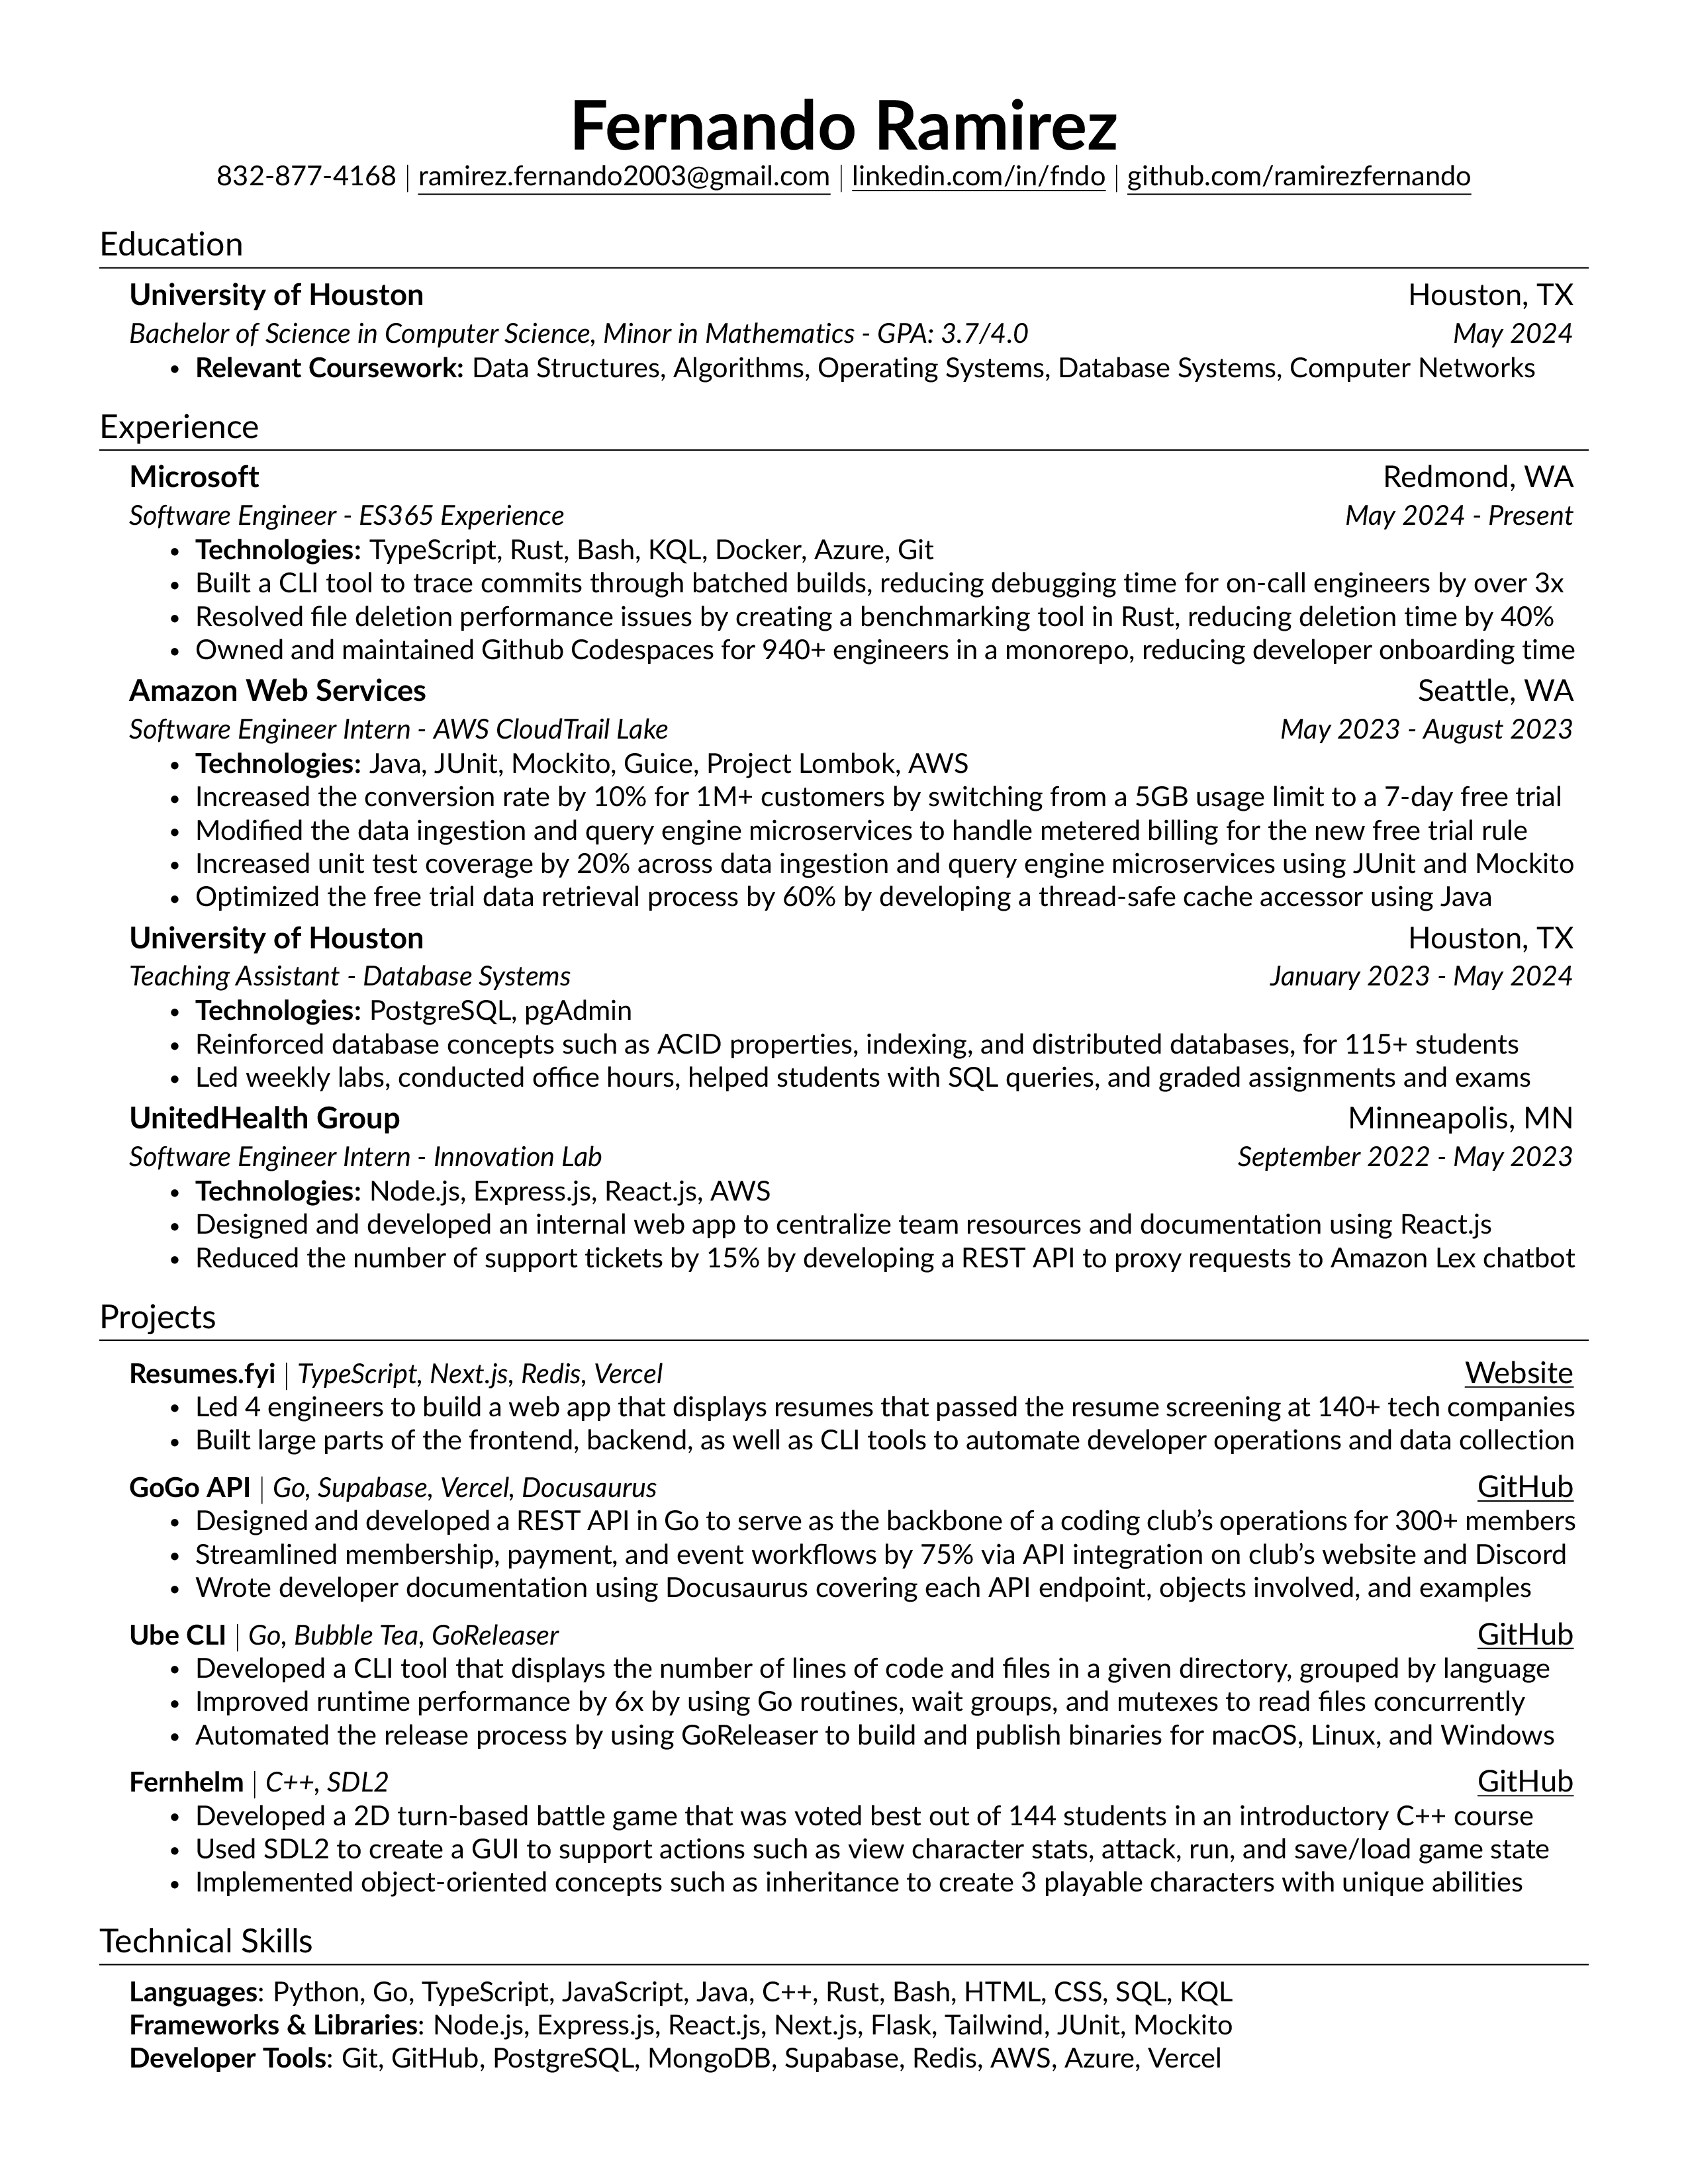 Fernando Ramirez
832-877-4168 | ramirez.fernando2003@gmail.com | linkedin.com/in/fndo | github.com/ramirezfernando
Education
University of Houston Houston, TX
Bachelor of Science in Computer Science, Minor in Mathematics - GPA: 3.7/4.0 May 2024
• Relevant Coursework: Data Structures, Algorithms, Operating Systems, Database Systems, Computer Networks
Experience
Microsoft Redmond, WA
Software Engineer - ES365 Experience May 2024 - Present
• Technologies: TypeScript, Rust, Bash, KQL, Docker, Azure, Git
• Built a CLI tool to trace commits through batched builds, reducing debugging time for on-call engineers by over 3x
• Resolved file deletion performance issues by creating a benchmarking tool in Rust, reducing deletion time by 40%
• Owned and maintained Github Codespaces for 940+ engineers in a monorepo, reducing developer onboarding time
Amazon Web Services Seattle, WA
Software Engineer Intern - AWS CloudTrail Lake May 2023 - August 2023
• Technologies: Java, JUnit, Mockito, Guice, Project Lombok, AWS
• Increased the conversion rate by 10% for 1M+ customers by switching from a 5GB usage limit to a 7-day free trial
• Modified the data ingestion and query engine microservices to handle metered billing for the new free trial rule
• Increased unit test coverage by 20% across data ingestion and query engine microservices using JUnit and Mockito
• Optimized the free trial data retrieval process by 60% by developing a thread-safe cache accessor using Java
University of Houston Houston, TX
Teaching Assistant - Database Systems January 2023 - May 2024
• Technologies: PostgreSQL, pgAdmin
• Reinforced database concepts such as ACID properties, indexing, and distributed databases, for 115+ students
• Led weekly labs, conducted office hours, helped students with SQL queries, and graded assignments and exams
UnitedHealth Group Minneapolis, MN
Software Engineer Intern - Innovation Lab September 2022 - May 2023
• Technologies: Node.js, Express.js, React.js, AWS
• Designed and developed an internal web app to centralize team resources and documentation using React.js
• Reduced the number of support tickets by 15% by developing a REST API to proxy requests to Amazon Lex chatbot
Projects
Resumes.fyi | TypeScript, Next.js, Redis, Vercel Website
• Led 4 engineers to build a web app that displays resumes that passed the resume screening at 140+ tech companies
• Built large parts of the frontend, backend, as well as CLI tools to automate developer operations and data collection
GoGo API | Go, Supabase, Vercel, Docusaurus GitHub
• Designed and developed a REST API in Go to serve as the backbone of a coding club’s operations for 300+ members
• Streamlined membership, payment, and event workflows by 75% via API integration on club’s website and Discord
• Wrote developer documentation using Docusaurus covering each API endpoint, objects involved, and examples
Ube CLI | Go, Bubble Tea, GoReleaser GitHub
• Developed a CLI tool that displays the number of lines of code and files in a given directory, grouped by language
• Improved runtime performance by 6x by using Go routines, wait groups, and mutexes to read files concurrently
• Automated the release process by using GoReleaser to build and publish binaries for macOS, Linux, and Windows
Fernhelm | C++, SDL2 GitHub
• Developed a 2D turn-based battle game that was voted best out of 144 students in an introductory C++ course
• Used SDL2 to create a GUI to support actions such as view character stats, attack, run, and save/load game state
• Implemented object-oriented concepts such as inheritance to create 3 playable characters with unique abilities
Technical Skills
Languages: Python, Go, TypeScript, JavaScript, Java, C++, Rust, Bash, HTML, CSS, SQL, KQL
Frameworks & Libraries: Node.js, Express.js, React.js, Next.js, Flask, Tailwind, JUnit, Mockito
Developer Tools: Git, GitHub, PostgreSQL, MongoDB, Supabase, Redis, AWS, Azure, Vercel